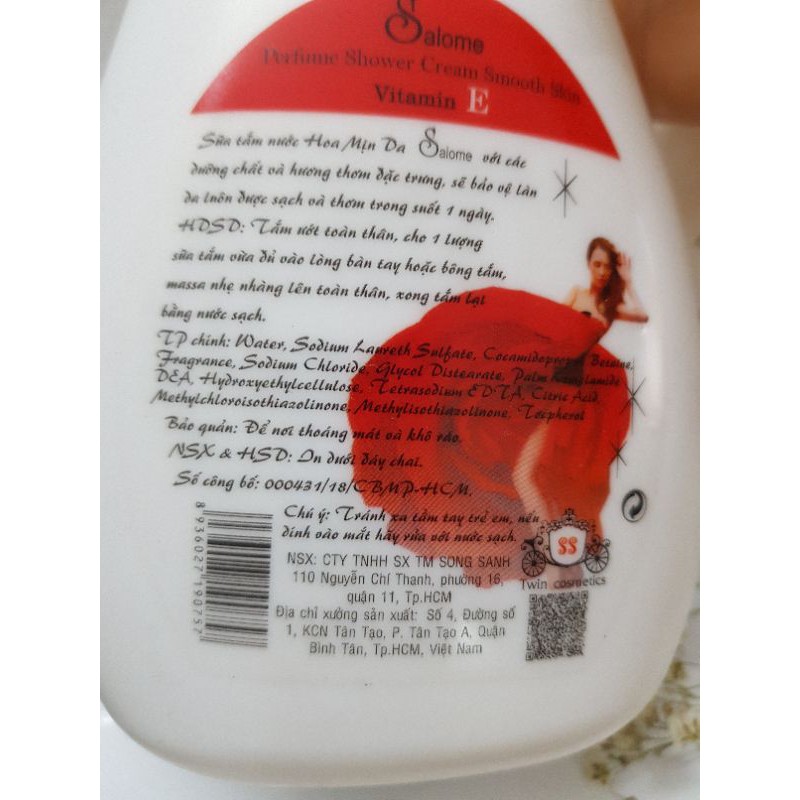 Salome
Perfume Shower Cream Smooth Skin
Vitamin E
Sữa tắm nước Hoa Mịn Da Salome với các
dưỡng chất và hương thơm đặc trưng, sẽ bảo vệ làn
da luôn được sạch và thơm trong suốt 1 ngày.
HDSD: Tắm ướt toàn thân, cho 1 lượng
sữa tắm vừa đủ vào lòng bàn tay hoặc bông tắm,
massa nhẹ nhàng lên toàn thân, xong tắm lại
bằng nước sạch.
TP chính: Water, Sodium Laureth Sulfate, Cocamidopropyl
Fragrance, Sodium Chloride, Glycol Distearate, Palm
DEA, Hydroxyethylcellulose, Tetrasodium EDTA, Citric Acid,
Methylchloroisothiazolinone, Methylisothiazolinone,
Bảo quản: Để nơi thoáng mát và khô ráo.
NSX & HSD: In dưới đáy chai.
Số công bố: 000431/18/CBMP-HCM.
Chú ý: Tránh xa tầm tay trẻ em, nếu
dính vào mắt hãy rửa với nước sạch.
NSX: CTY TNHH SX TM SONG SANH
110 Nguyễn Chí Thanh, phường 16,
quận 11, Tp.HCM
Địa chỉ xưởng sản xuất: Số 4, Đường số
1, KCN Tân Tạo, P. Tân Tạo A, Quận
Bình Tân, Tp.HCM, Việt Nam
SS
Twin cosmetics
8936027190757